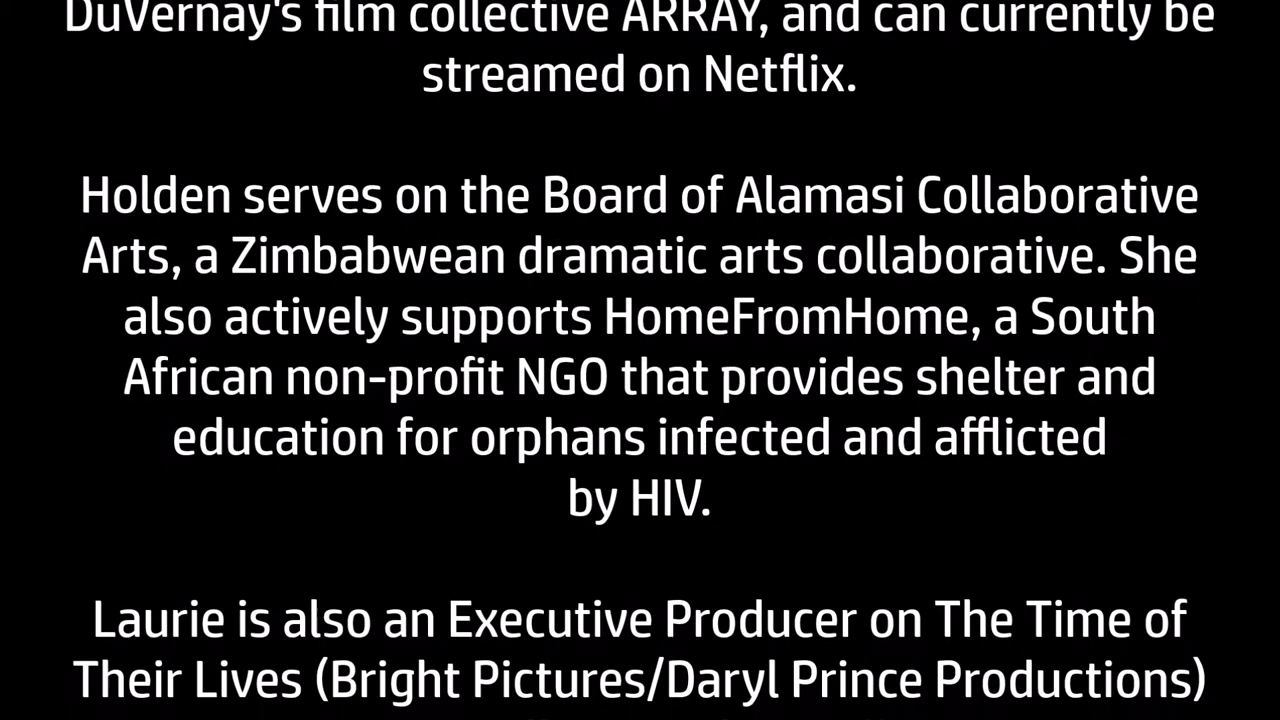 DuVernay's film collective ARRAY, and can currently be
streamed on Netflix.
Holden serves on the Board of Alamasi Collaborative
Arts, a Zimbabwean dramatic arts collaborative. She
also actively supports HomeFromHome, a South
African non-profit NGO that provides shelter and
education for orphans infected and afflicted
by HIV.
Laurie is also an Executive Producer on The Time of
Their Lives (Bright Pictures/Daryl Prince Productions)